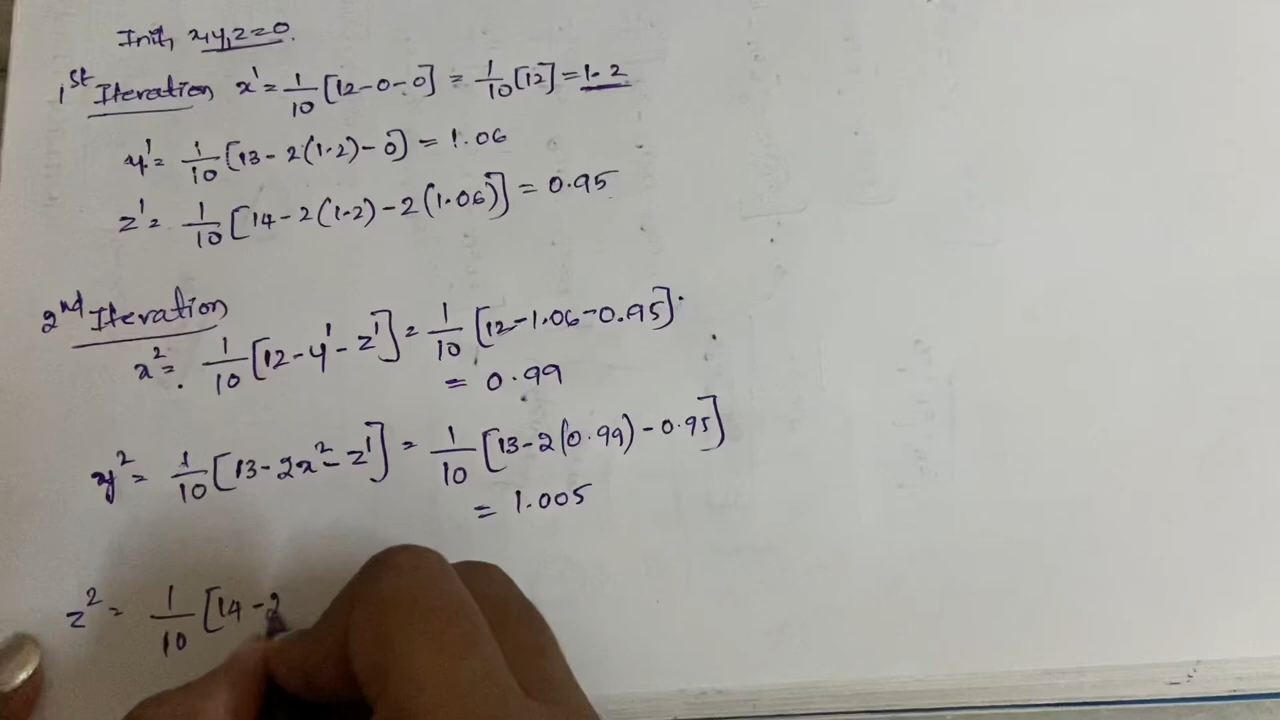 Init, x,y,z=0.
1st Iteration x¹ = 1/10 [12-0-0] = 1/10 [12] = 1.2
y¹ = 1/10 [13-2(1.2)-0] = 1.06
z¹ = 1/10 [14-2(1.2)-2(1.06)] = 0.95
2nd Iteration
x² = 1/10 [12-y¹-z¹] = 1/10 [12-1.06-0.95].
= 0.99
y² = 1/10 [13-2x²-z¹] = 1/10 [13-2(0.99)-0.95]
= 1.005
z² = 1/10 [14-2